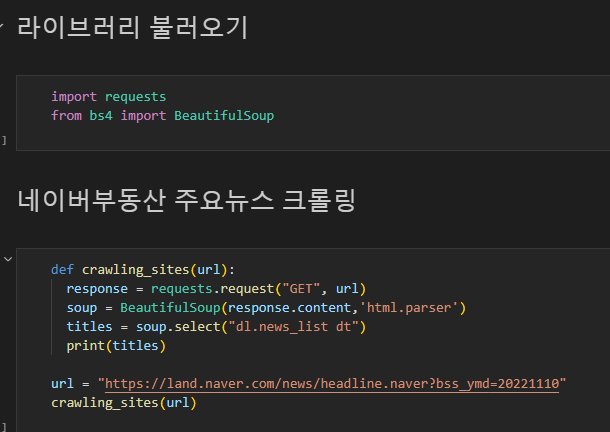 라이브러리 불러오기
import requests
from bs4 import BeautifulSoup
]
네이버부동산 주요뉴스 크롤링
def crawling_sites(url):
response = requests.request("GET", url)
soup = BeautifulSoup(response.content,'html.parser')
titles = soup.select("dl.news_list dt")
print(titles)
url = "https://land.naver.com/news/headline.naver?bss_ymd=20221110"
crawling_sites(url)
]